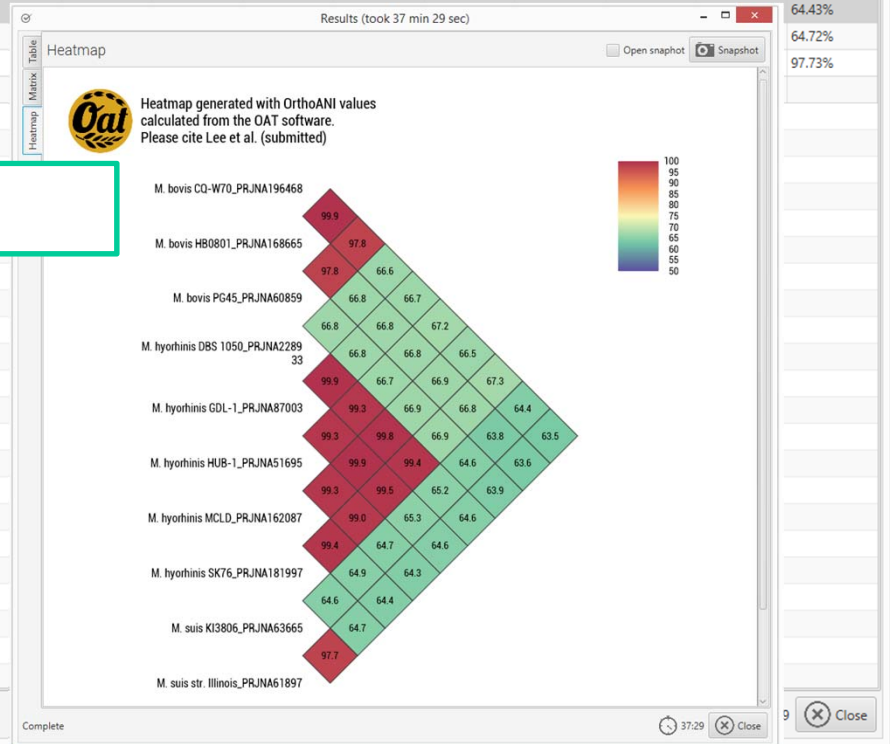 Results (took 37 min 29 sec)
64.43%
64.72%
97.73%
Table
Matrix
Heatmap
Heatmap
Open snaphot
Snapshot
Oat
Heatmap generated with OrthoANI values
calculated from the OAT software.
Please cite Lee et al. (submitted)
100
95
90
85
80
75
70
65
60
55
50
M. bovis CQ-W70_PRJNA196468
99.9
M. bovis HB0801_PRJNA168665
97.8
97.8 66.6
M. bovis PG45_PRJNA60859
66.8 66.7
66.8 66.8 67.2
M. hyorhinis DBS 1050_PRJNA2289
33
66.8 66.8 66.5
99.9 66.7 66.9 67.3
M. hyorhinis GDL-1_PRJNA87003
99.3 66.9 66.8 64.4
99.3 99.8 66.9 63.8 63.5
M. hyorhinis HUB-1_PRJNA51695
99.9 99.4 64.6 63.6
99.3 99.5 65.2 63.9
M. hyorhinis MCLD_PRJNA162087
99.0 65.3 64.6
99.4 64.7 64.6
M. hyorhinis SK76_PRJNA181997
64.9 64.3
64.6 64.4
M. suis KI3806_PRJNA63665
64.7
97.7
M. suis str. Illinois_PRJNA61897
Complete
37:29
Close
9
Close